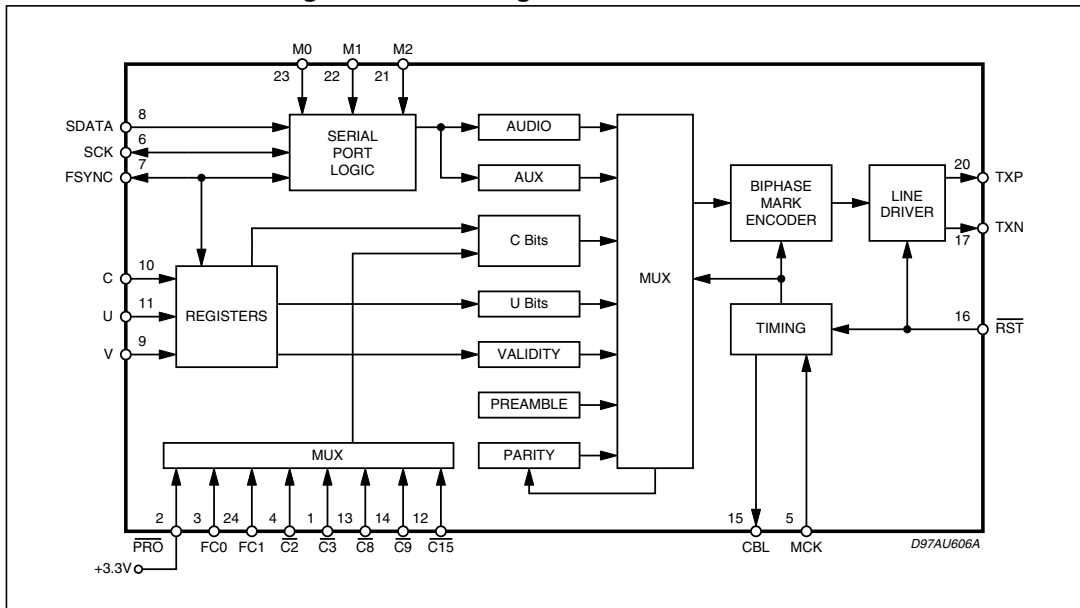 M0 M1 M2
23 22 21
SDATA 8
SCK 6
FSYNC 7
SERIAL
PORT
LOGIC
AUDIO
AUX
C Bits
U Bits
VALIDITY
PREAMBLE
PARITY
MUX
BIPHASE
MARK
ENCODER
LINE
DRIVER
20 TXP
TXN
17
C 10
U 11
V 9
REGISTERS
TIMING
16
RST
MUX
2 3 24 4 1 13 14 12
PRO FC0 FC1 C2 C3 C8 C9 C15
+3.3V
15 5
CBL MCK
D97AU606A